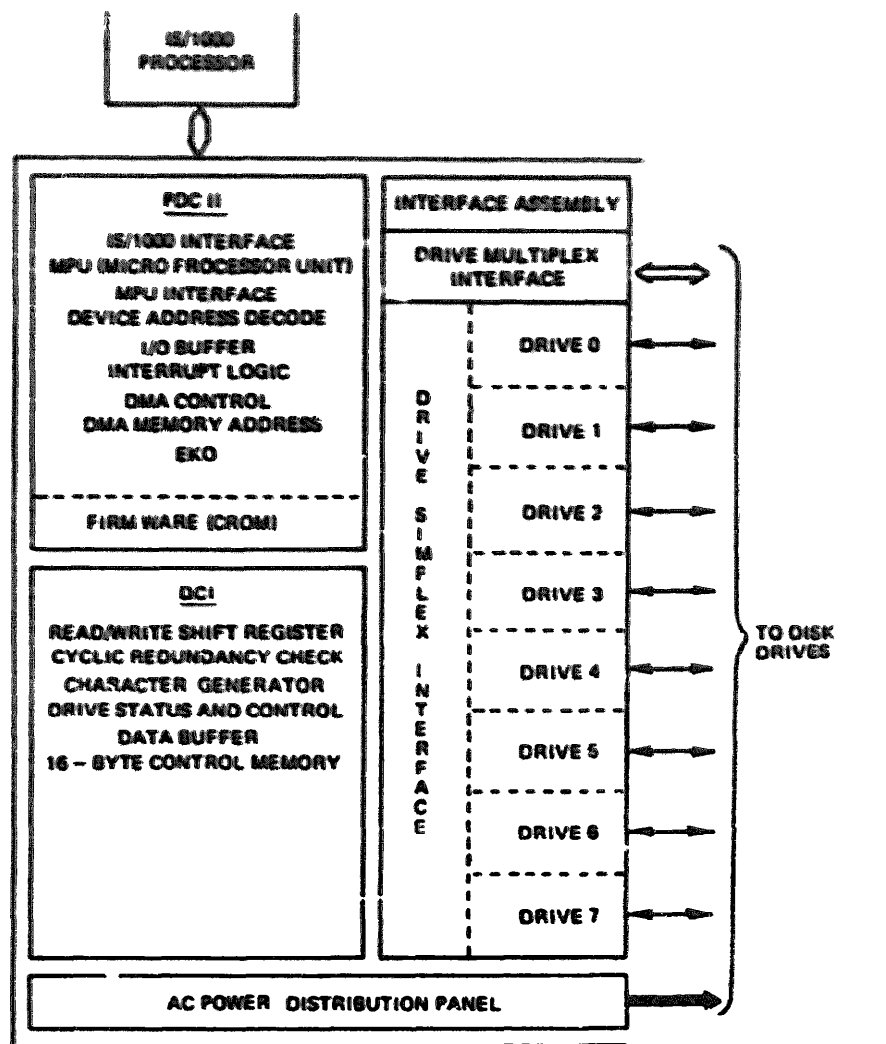 IS/1000
PROCESSOR
FDC II
IS/1000 INTERFACE
MPU (MICRO PROCESSOR UNIT)
MPU INTERFACE
DEVICE ADDRESS DECODE
I/O BUFFER
INTERRUPT LOGIC
DMA CONTROL
DMA MEMORY ADDRESS
EKO
FIRMWARE (CROM)
DCI
READ/WRITE SHIFT REGISTER
CYCLIC REDUNDANCY CHECK
CHARACTER GENERATOR
DRIVE STATUS AND CONTROL
DATA BUFFER
16 – BYTE CONTROL MEMORY
INTERFACE ASSEMBLY
DRIVE MULTIPLEX
INTERFACE
DRIVE SIMPLEX INTERFACE
DRIVE 0
DRIVE 1
DRIVE 2
DRIVE 3
DRIVE 4
DRIVE 5
DRIVE 6
DRIVE 7
TO DISK
DRIVES
AC POWER DISTRIBUTION PANEL